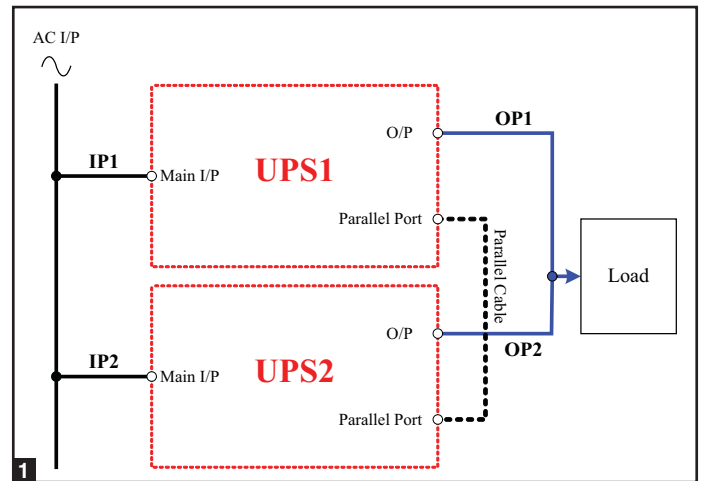 AC I/P
OP1
O/P
IP1
Main I/P
UPS1
Parallel Port
Parallel Cable
Load
O/P
OP2
IP2
Main I/P
UPS2
Parallel Port
1